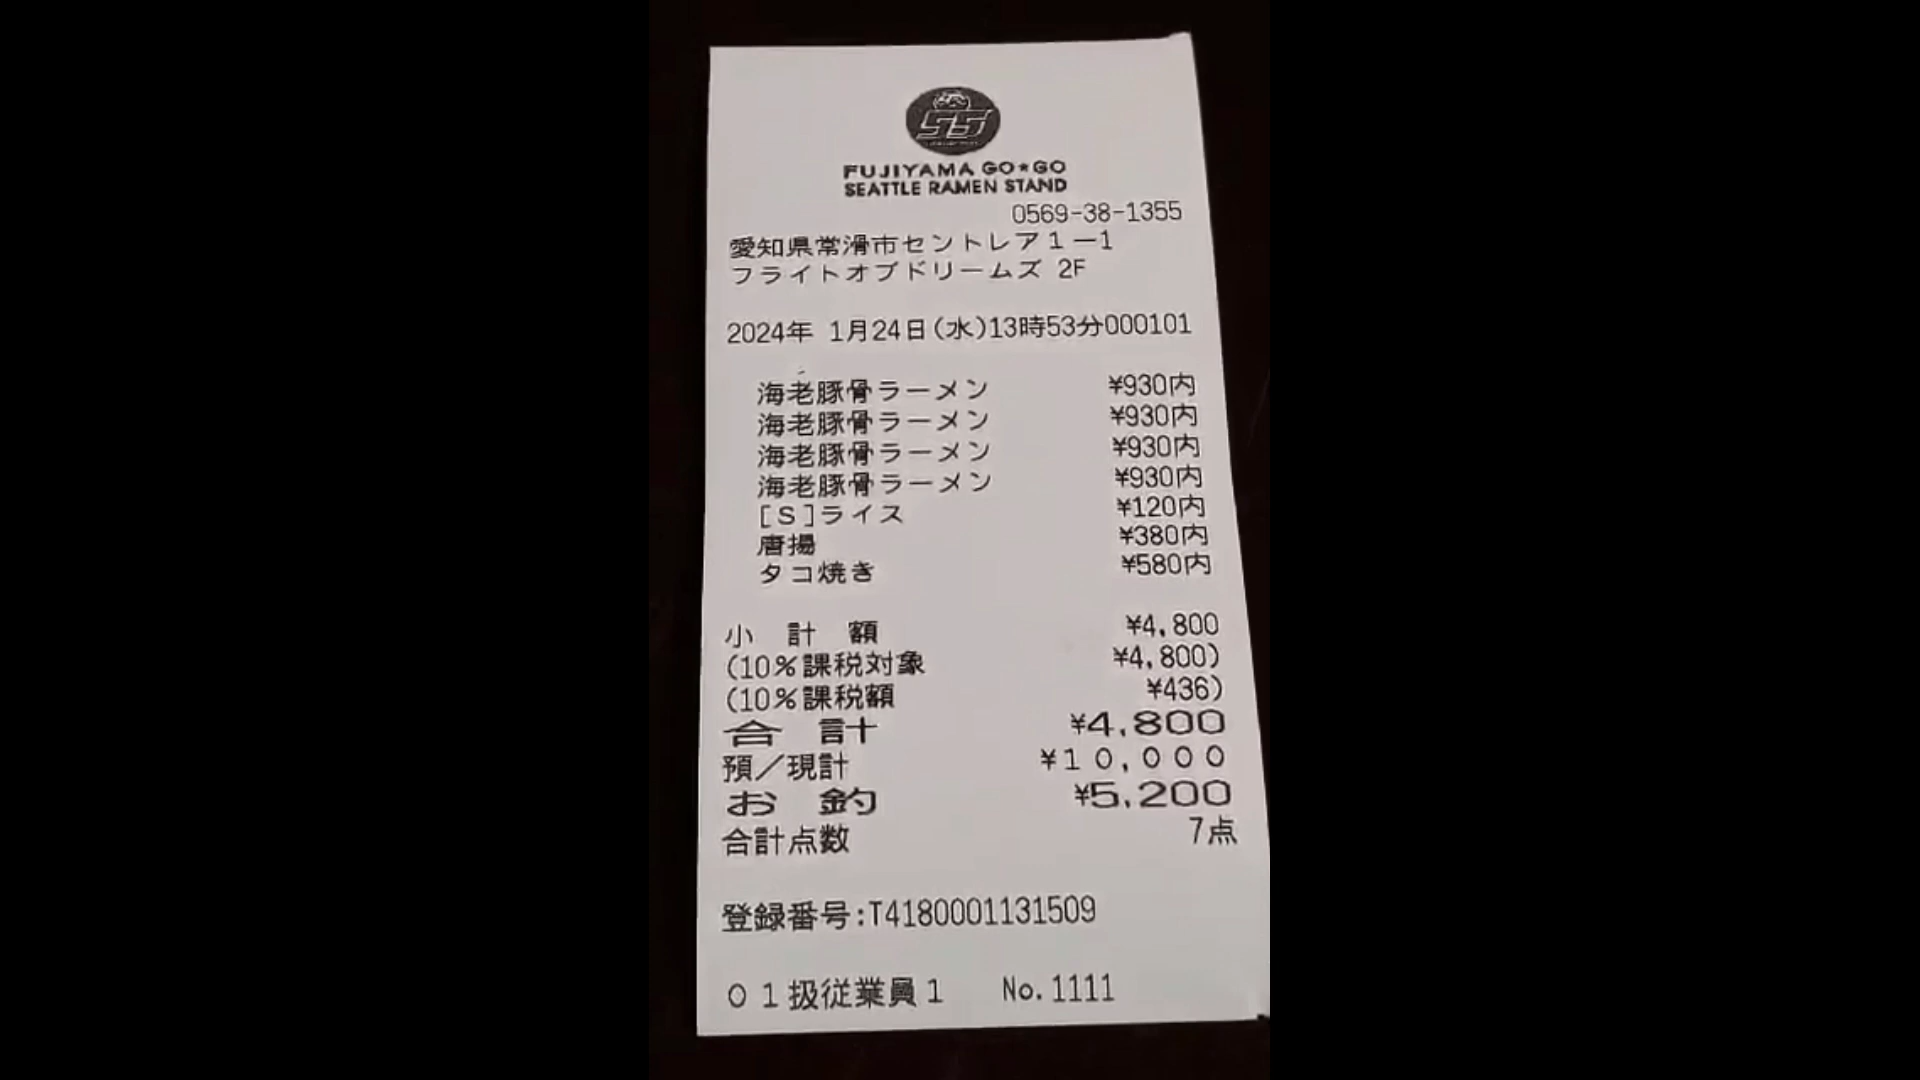 SS
FUJIYAMA GO★GO
SEATTLE RAMEN STAND
0569-38-1355
愛知県常滑市セントレア1ー1
フライトオブドリームズ 2F
2024年 1月24日(水)13時53分000101
海老豚骨ラーメン ¥930内
海老豚骨ラーメン ¥930内
海老豚骨ラーメン ¥930内
海老豚骨ラーメン ¥930内
[S]ライス ¥120内
唐揚 ¥380内
タコ焼き ¥580内
小 計 額 ¥4,800
(10%課税対象 ¥4,800)
(10%課税額 ¥436)
合 計 ¥4,800
預/現計 ¥10,000
お 釣 ¥5,200
合計点数 7点
登録番号:T4180001131509
01扱従業員1 No.1111